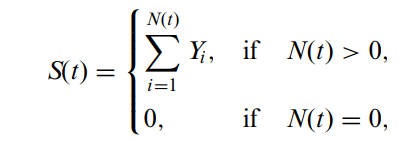 S(t) = { N(t) ∑ i=1 Y_i, if N(t) > 0,
0, if N(t) = 0,